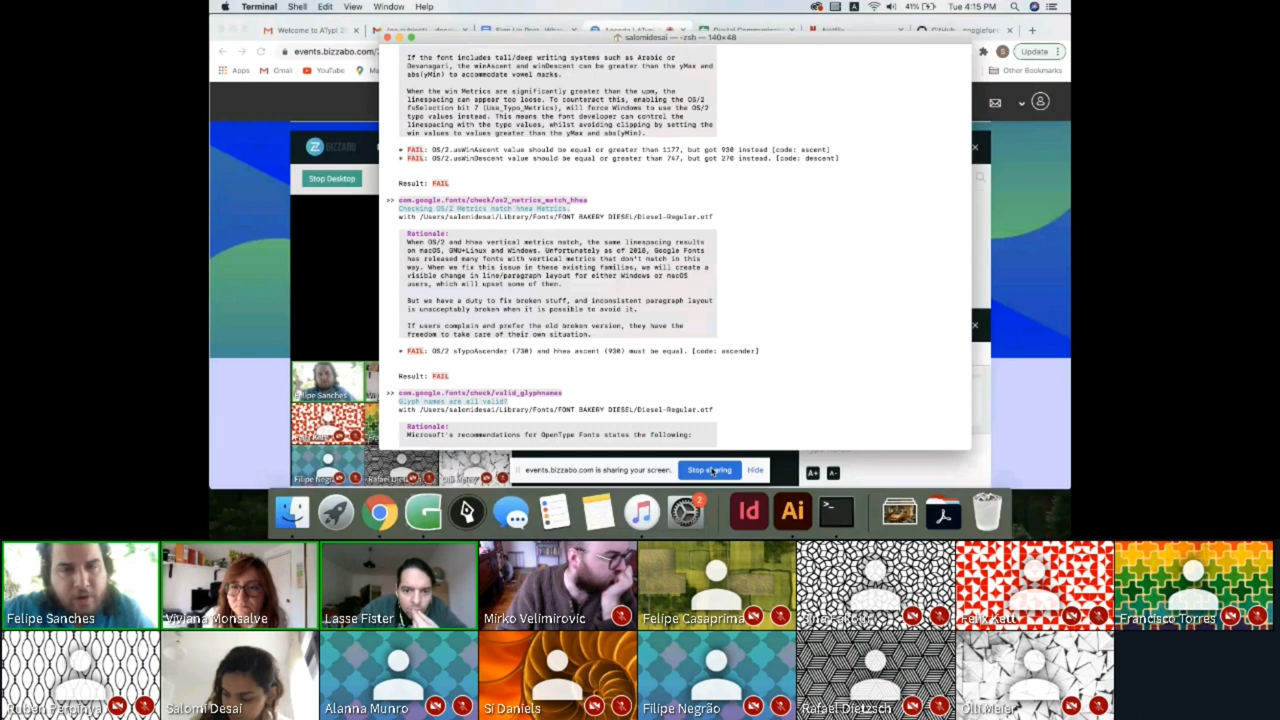 Terminal Shell Edit View Window Help
41% Tue 4:15 PM
Welcome to ATypI 2
events.bizzabo.com/
Update
Apps Gmail YouTube
Other Bookmarks
salomidesai — -zsh — 140×48
If the font includes tall/deep writing systems such as Arabic or
Devanagari, the winAscent and winDescent can be greater than the yMax and
abs(yMin) to accommodate vowel marks.
When the win Metrics are significantly greater than the upm, the
linespacing can appear too loose. To counteract this, enabling the OS/2
fsSelection bit 7 (Use_Typo_Metrics), will force Windows to use the OS/2
typo values instead. This means the font developer can control the
linespacing with the typo values, whilst avoiding clipping by setting the
win values to values greater than the yMax and abs(yMin).
* FAIL: OS/2.usWinAscent value should be equal or greater than 1177, but got 930 instead [code: ascent]
* FAIL: OS/2.usWinDescent value should be equal or greater than 747, but got 270 instead. [code: descent]
Result: FAIL
>> com.google.fonts/check/os2_metrics_match_hhea
Checking OS/2 Metrics match hhea Metrics.
with /Users/salomidesai/Library/Fonts/FONT BAKERY DIESEL/Diesel-Regular.otf
Rationale:
When OS/2 and hhea vertical metrics match, the same linespacing results
on macOS, GNU+Linux and Windows. Unfortunately as of 2018, Google Fonts
has released many fonts with vertical metrics that don't match in this
way. When we fix this issue in these existing families, we will create a
visible change in line/paragraph layout for either Windows or macOS
users, which will upset some of them.
But we have a duty to fix broken stuff, and inconsistent paragraph layout
is unacceptably broken when it is possible to avoid it.
If users complain and prefer the old broken version, they have the
freedom to take care of their own situation.
* FAIL: OS/2 sTypoAscender (730) and hhea ascent (930) must be equal. [code: ascender]
Result: FAIL
>> com.google.fonts/check/valid_glyphnames
Glyph names are all valid?
with /Users/salomidesai/Library/Fonts/FONT BAKERY DIESEL/Diesel-Regular.otf
Rationale:
Microsoft's recommendations for OpenType Fonts states the following:
BIZZABO
Stop Desktop
Felipe Sanches
events.bizzabo.com is sharing your screen. Stop sharing Hide
A+ A-
2
Id Ai >_
Felipe Sanches
Viviana Monsalve
Lasse Fister
Mirko Velimirovic
Felipe Casaprima
Felix Kett
Francisco Torres
Salomi Desai
Alanna Munro
Si Daniels
Filipe Negrão
Rafael Dietzsch
Olli Meier